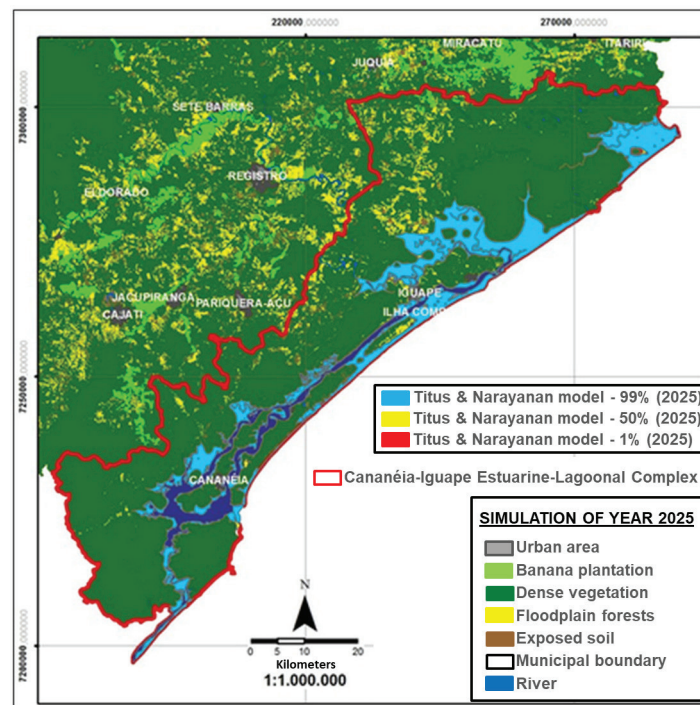 220000.000000
270000.000000
MIRACATU
ITARIRI
JUQUIÁ
7300000.000000
SETE BARRAS
REGISTRO
ELDORADO
JACUPIRANGA
PARIQUERA-AÇU
CAJATI
IGUAPE
ILHA COMP
7250000.000000
Titus & Narayanan model - 99% (2025)
Titus & Narayanan model - 50% (2025)
Titus & Narayanan model - 1% (2025)
Cananéia-Iguape Estuarine-Lagoonal Complex
CANANÉIA
SIMULATION OF YEAR 2025
Urban area
Banana plantation
Dense vegetation
Floodplain forests
Exposed soil
Municipal boundary
River
N
0 5 10 20
Kilometers
1:1.000.000
7200000.000000